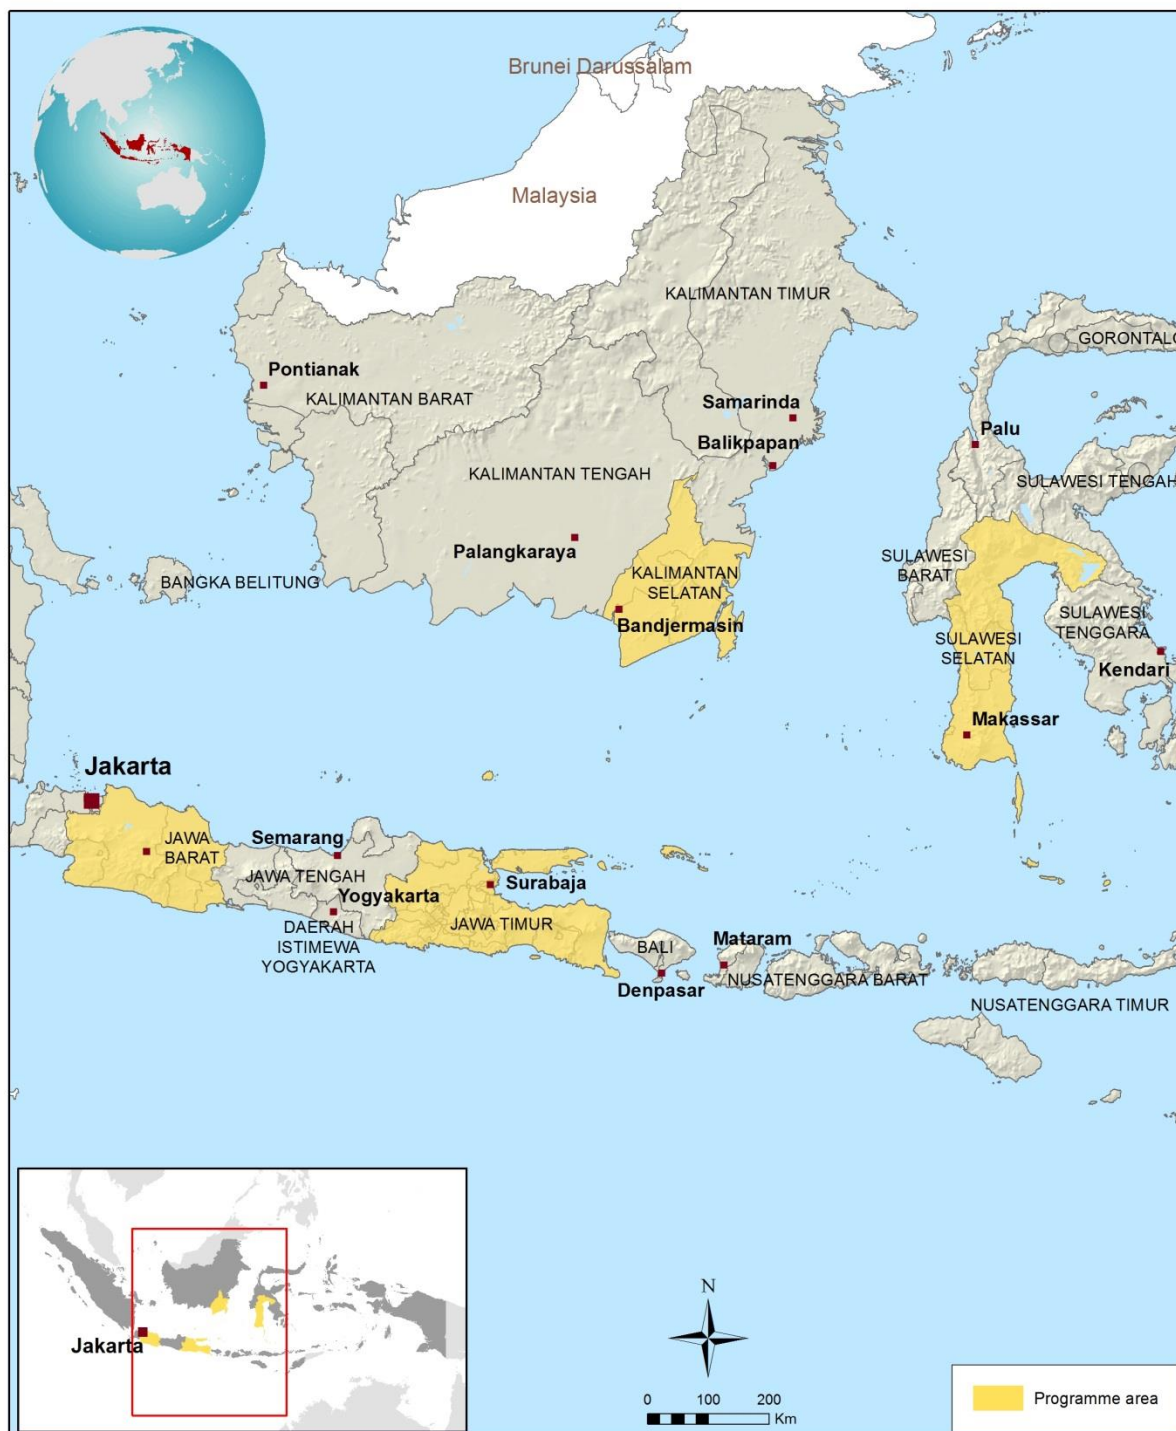 Brunei Darussalam
Malaysia
KALIMANTAN TIMUR
GORONTALO
Pontianak
KALIMANTAN BARAT
Samarinda
Palu
Balikpapan
KALIMANTAN TENGAH
SULAWESI TENGAH
Palangkaraya
BANGKA BELITUNG
KALIMANTAN
SELATAN
SULAWESI
BARAT
Bandjermasin
SULAWESI
TENGGARA
SULAWESI
SELATAN
Kendari
Makassar
Jakarta
JAWA
BARAT
Semarang
JAWA TENGAH
Yogyakarta
Surabaja
DAERAH
ISTIMEWA
YOGYAKARTA
JAWA TIMUR
BALI
Mataram
Denpasar
NUSATENGGARA BARAT
NUSATENGGARA TIMUR
Jakarta
N
0 100 200
Km
Programme area